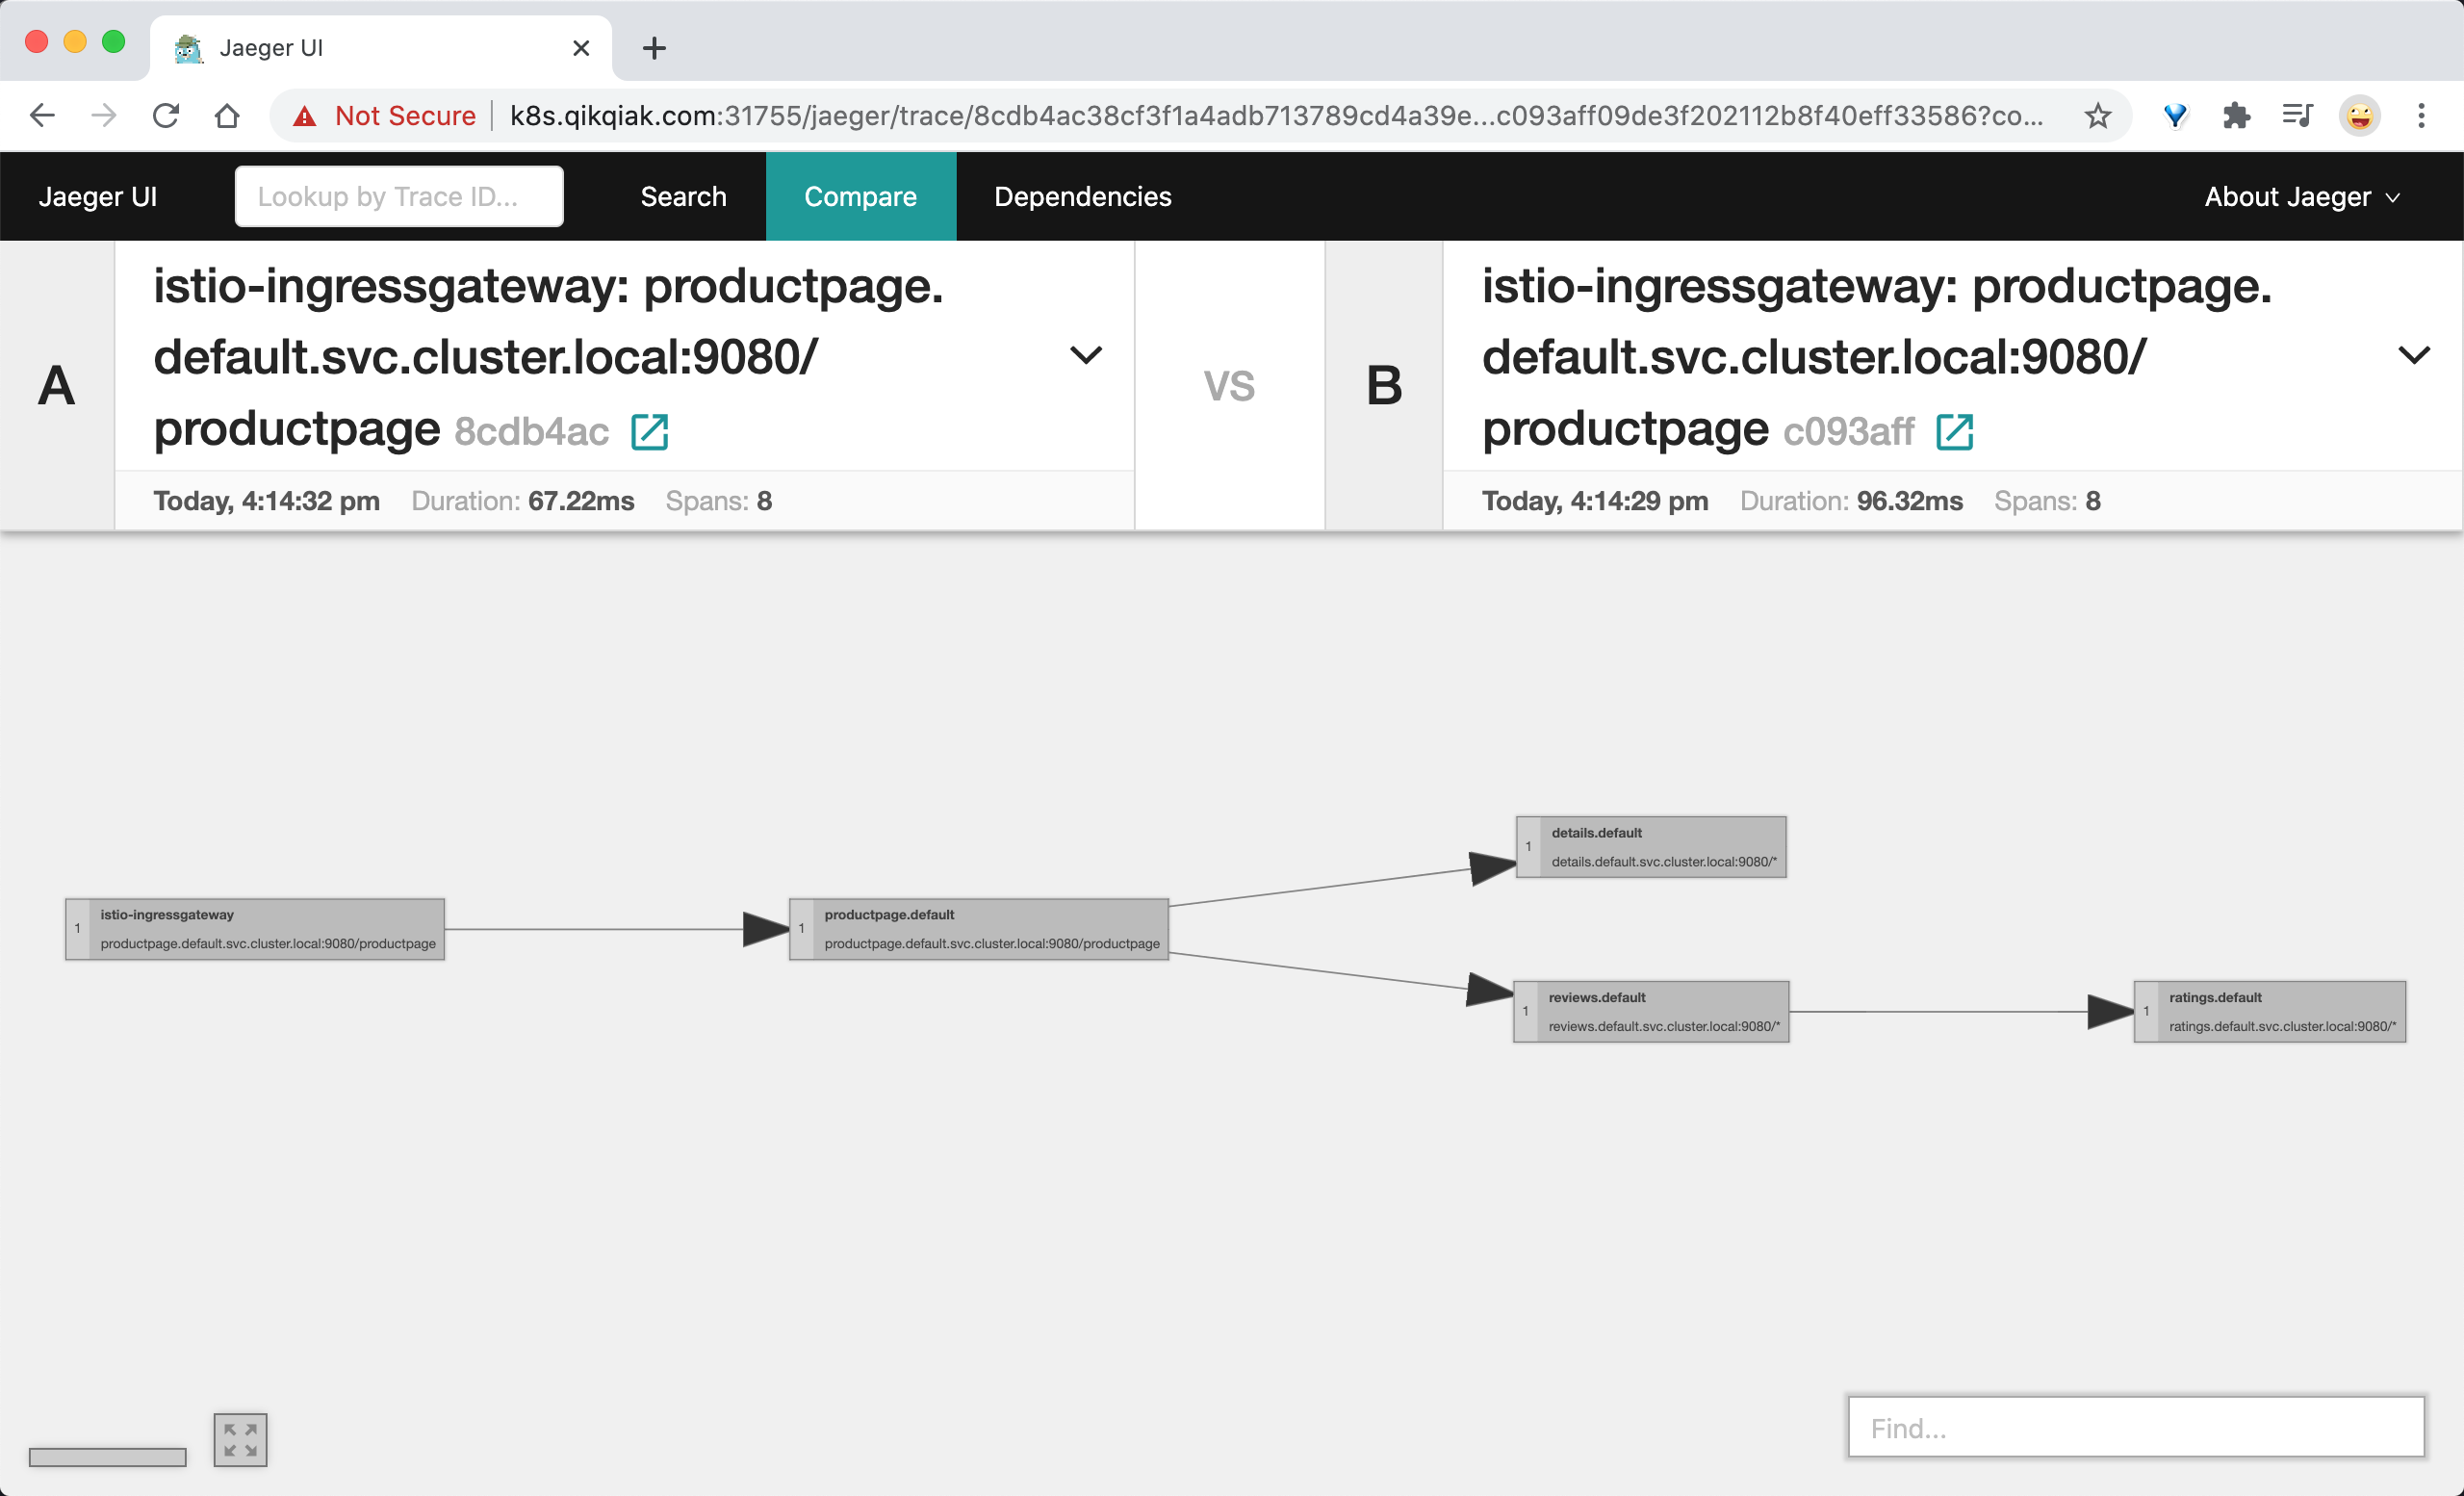 Jaeger UI
Not Secure
k8s.qikqiak.com:31755/jaeger/trace/8cdb4ac38cf3f1a4adb713789cd4a39e...c093aff09de3f202112b8f40eff33586?co...
Jaeger UI
Lookup by Trace ID...
Search
Compare
Dependencies
About Jaeger
A
istio-ingressgateway: productpage.
default.svc.cluster.local:9080/
productpage 8cdb4ac
Today, 4:14:32 pm Duration: 67.22ms Spans: 8
VS
B
istio-ingressgateway: productpage.
default.svc.cluster.local:9080/
productpage c093aff
Today, 4:14:29 pm Duration: 96.32ms Spans: 8
1
istio-ingressgateway
productpage.default.svc.cluster.local:9080/productpage
1
productpage.default
productpage.default.svc.cluster.local:9080/productpage
1
details.default
details.default.svc.cluster.local:9080/*
1
reviews.default
reviews.default.svc.cluster.local:9080/*
1
ratings.default
ratings.default.svc.cluster.local:9080/*
Find...